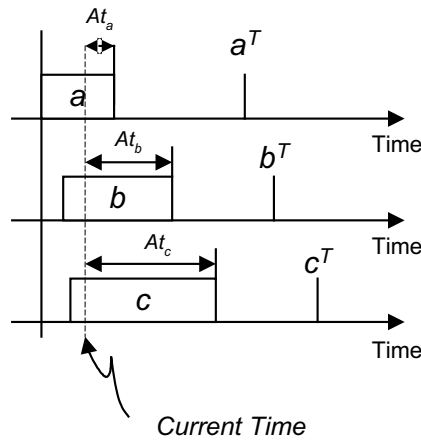 At_a
a a^T
Time
At_b
b b^T
Time
At_c
c c^T
Time
Current Time